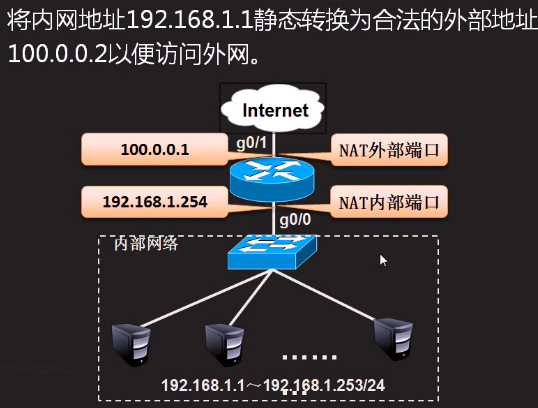 将内网地址192.168.1.1静态转换为合法的外部地址
100.0.0.2以便访问外网。
Internet
g0/1
100.0.0.1
NAT外部端口
192.168.1.254
NAT内部端口
g0/0
内部网络
......
192.168.1.1～192.168.1.253/24